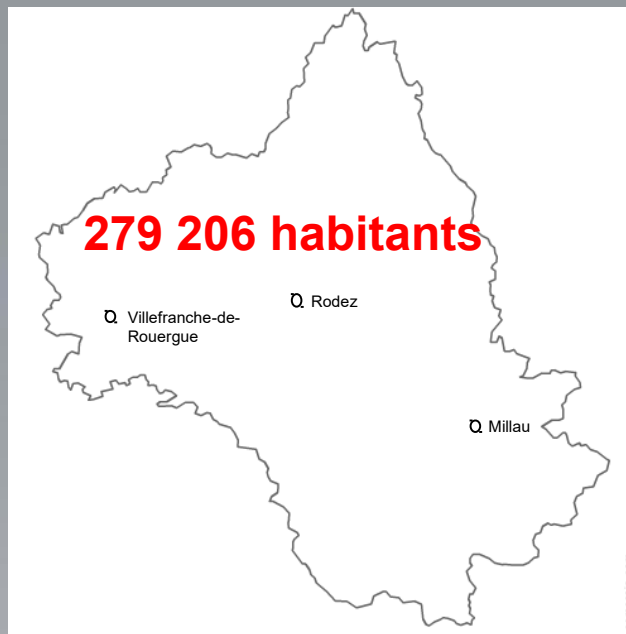 279 206 habitants
Rodez
Villefranche-de-
Rouergue
Millau